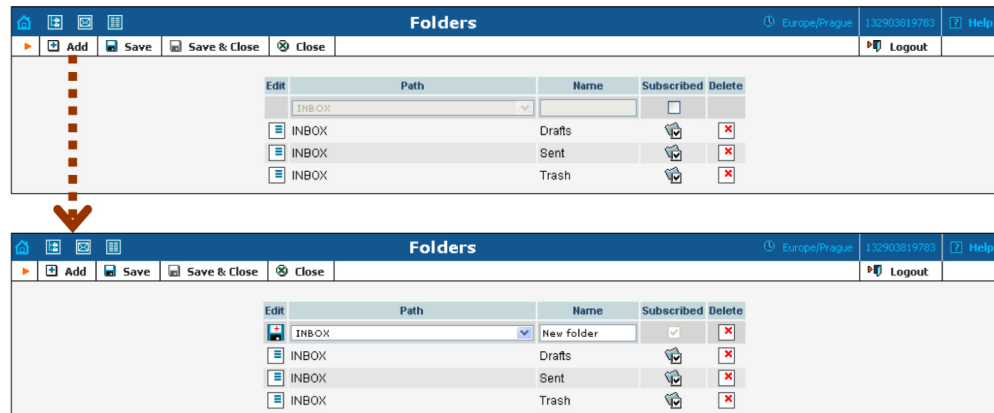 Folders Europe/Prague 132903819783 ? Help
Add Save Save & Close Close Logout
Edit Path Name Subscribed Delete
INBOX
INBOX Drafts
INBOX Sent
INBOX Trash
Folders Europe/Prague 132903819783 ? Help
Add Save Save & Close Close Logout
Edit Path Name Subscribed Delete
INBOX New folder
INBOX Drafts
INBOX Sent
INBOX Trash